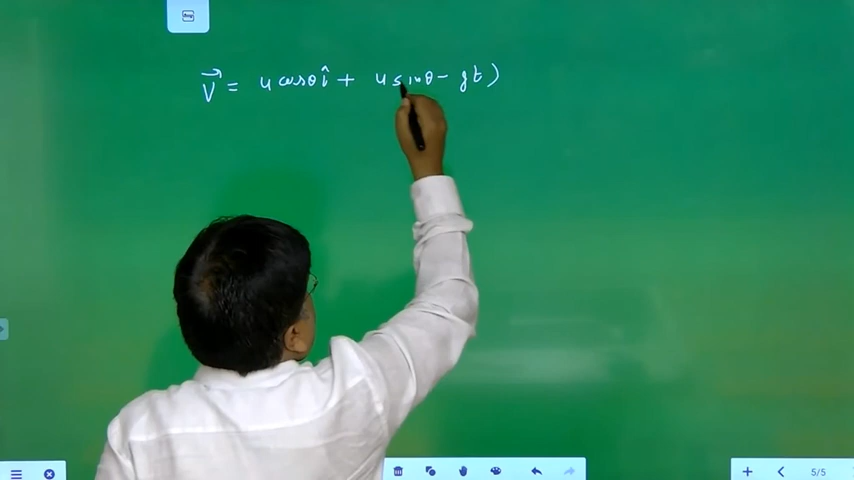 V⃗ = u cosθ î + u sinθ - gt)
5/5